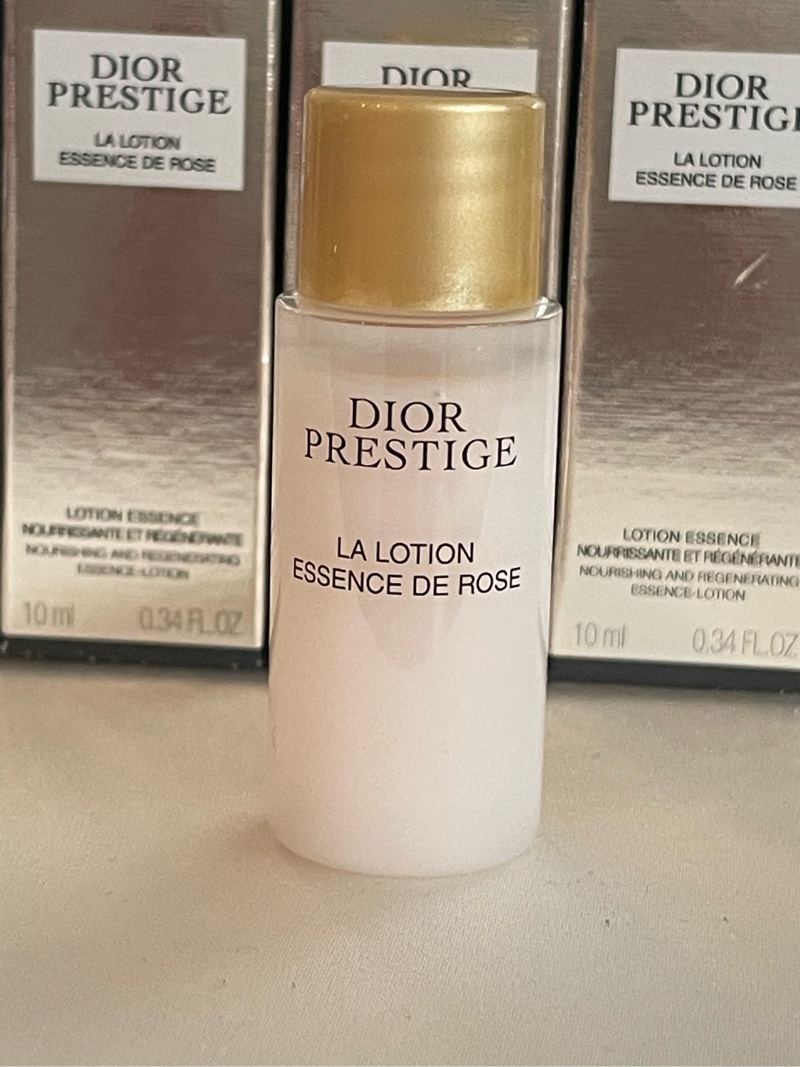 DIOR
PRESTIGE
LA LOTION
ESSENCE DE ROSE
LOTION ESSENCE
NOURRISSANTE ET RÉGÉNÉRANTE
NOURISHING AND REGENERATING
ESSENCE-LOTION
10 ml 0.34 FL.OZ
DIOR
DIOR
PRESTIGE
LA LOTION
ESSENCE DE ROSE
DIOR
PRESTIGE
LA LOTION
ESSENCE DE ROSE
LOTION ESSENCE
NOURRISSANTE ET RÉGÉNÉRANTE
NOURISHING AND REGENERATING
ESSENCE-LOTION
10 ml 0.34 FL.OZ